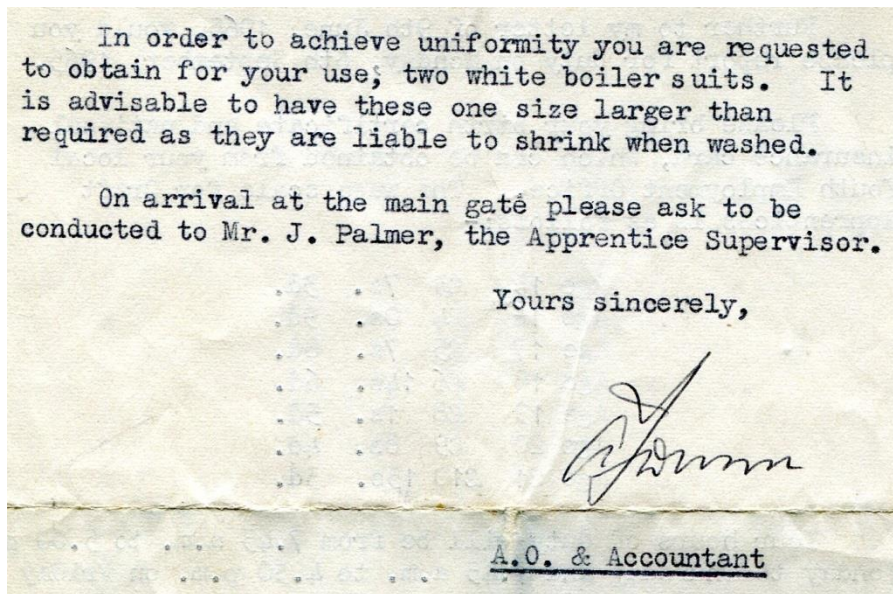 In order to achieve uniformity you are requested
to obtain for your use; two white boiler suits. It
is advisable to have these one size larger than
required as they are liable to shrink when washed.
On arrival at the main gate please ask to be
conducted to Mr. J. Palmer, the Apprentice Supervisor.
Yours sincerely,
A.O. & Accountant